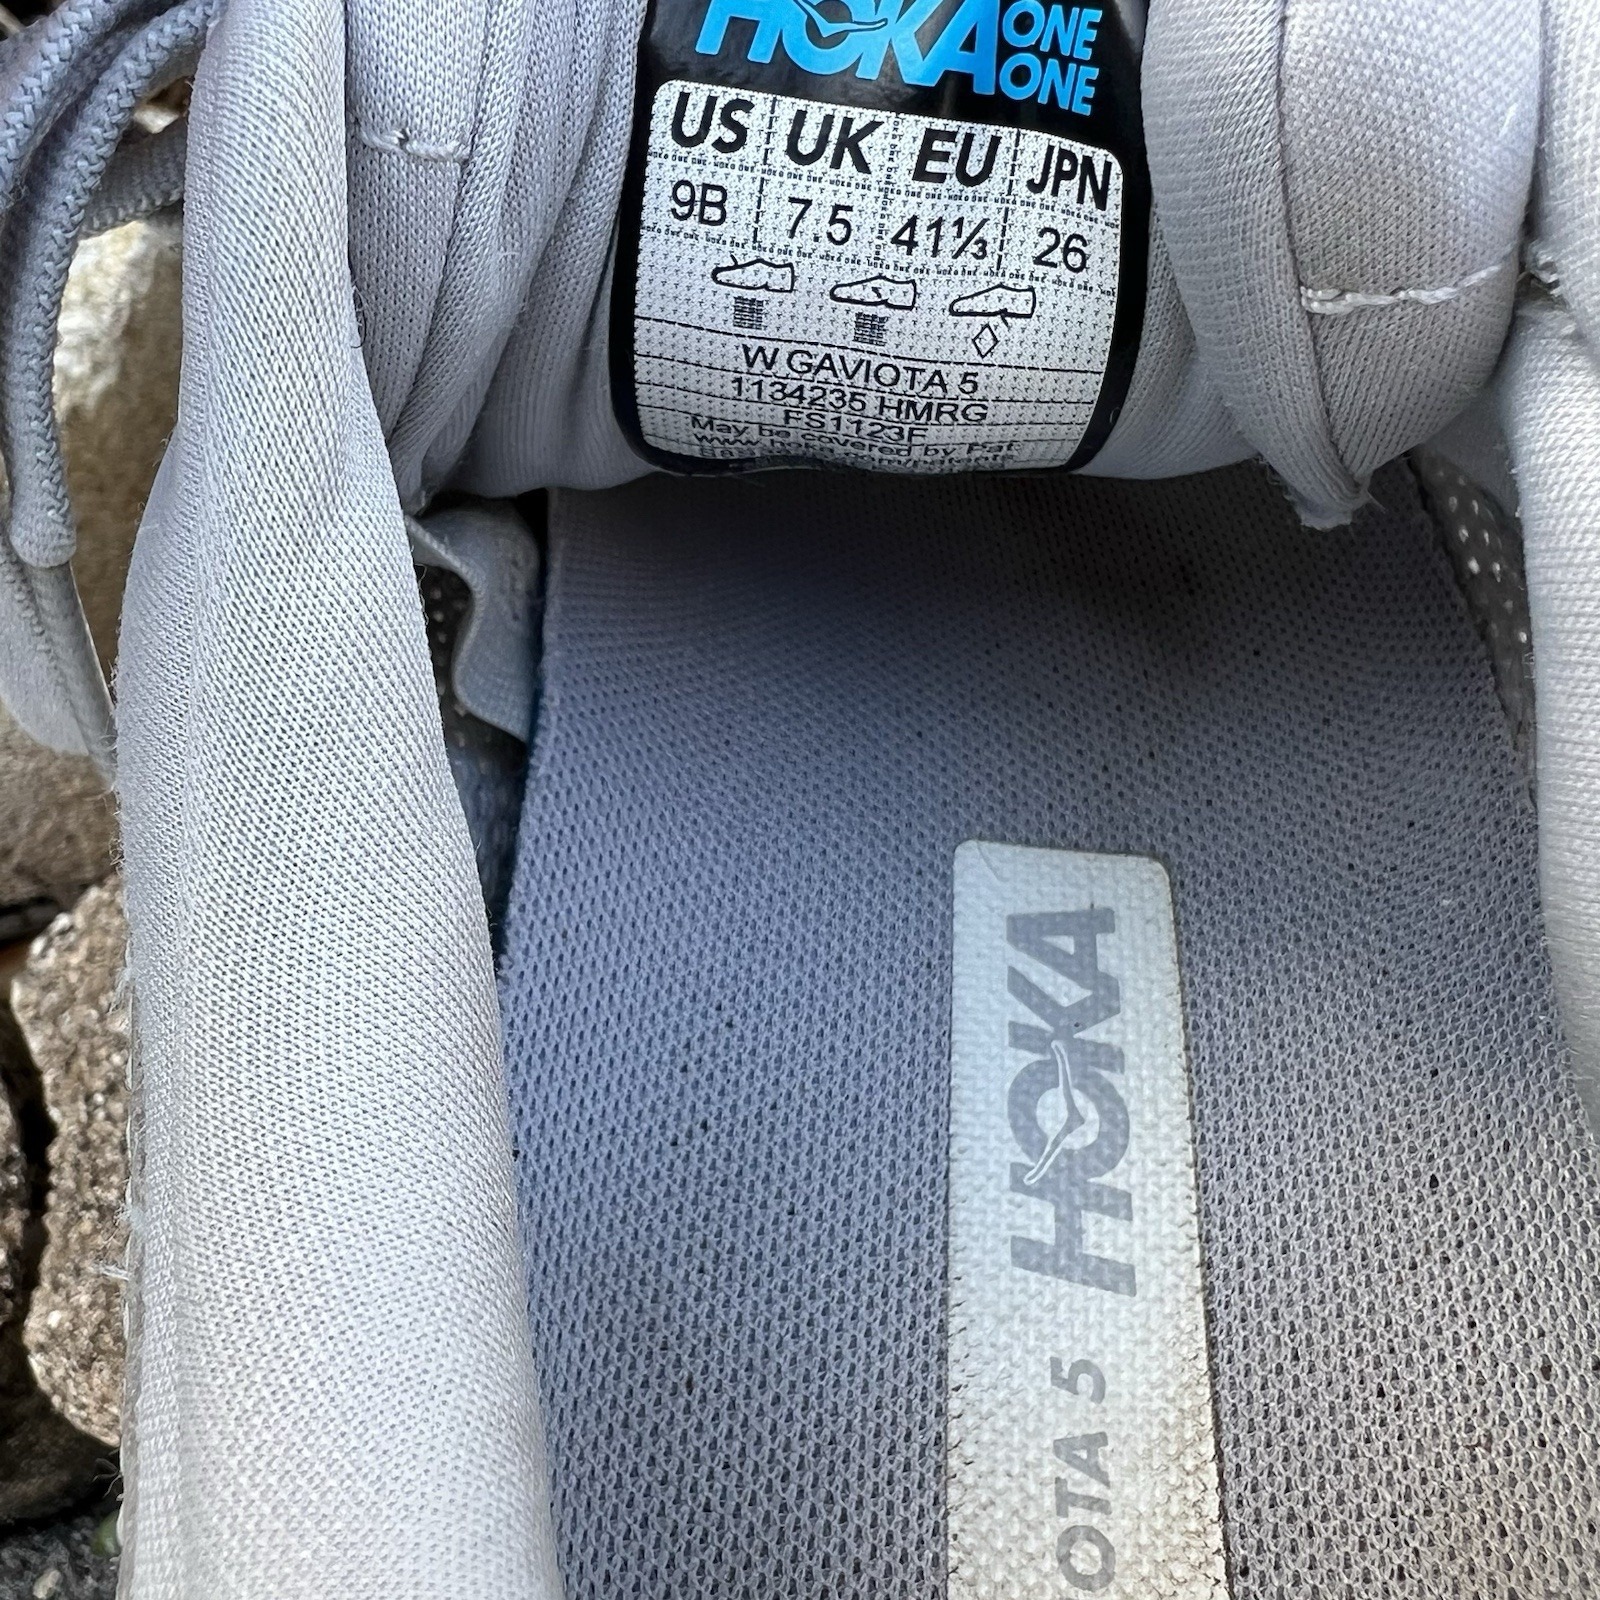 HOKA ONE ONE
US UK EU JPN
9B 7.5 41⅓ 26
W GAVIOTA 5
1134235 HMRG
FS1123F
May be covered by Pat.
HOKA
OTA 5